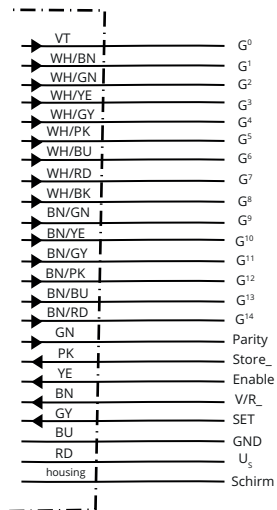 VT G⁰
WH/BN G¹
WH/GN G²
WH/YE G³
WH/GY G⁴
WH/PK G⁵
WH/BU G⁶
WH/RD G⁷
WH/BK G⁸
BN/GN G⁹
BN/YE G¹⁰
BN/GY G¹¹
BN/PK G¹²
BN/BU G¹³
BN/RD G¹⁴
GN Parity
PK Store_
YE Enable
BN V/R_
GY SET
BU GND
RD Uₛ
housing Schirm